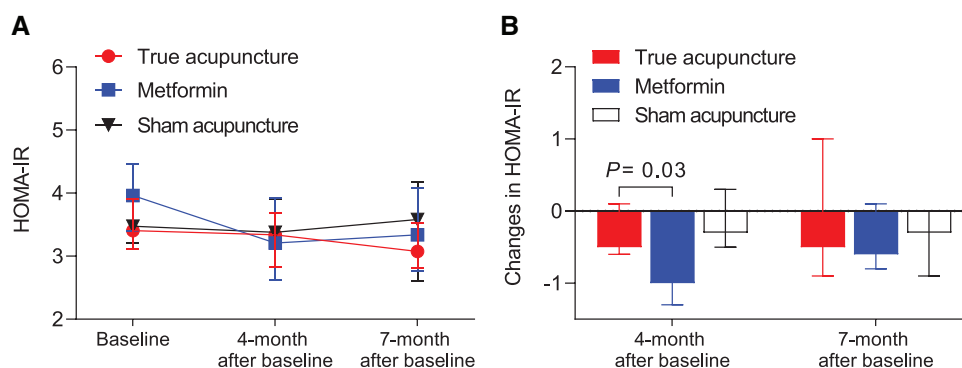 A
True acupuncture
Metformin
Sham acupuncture
HOMA-IR
6
5
4
3
2
Baseline
4-month
after baseline
7-month
after baseline
B
True acupuncture
Metformin
Sham acupuncture
Changes in HOMA-IR
2
1
0
-1
P = 0.03
4-month
after baseline
7-month
after baseline